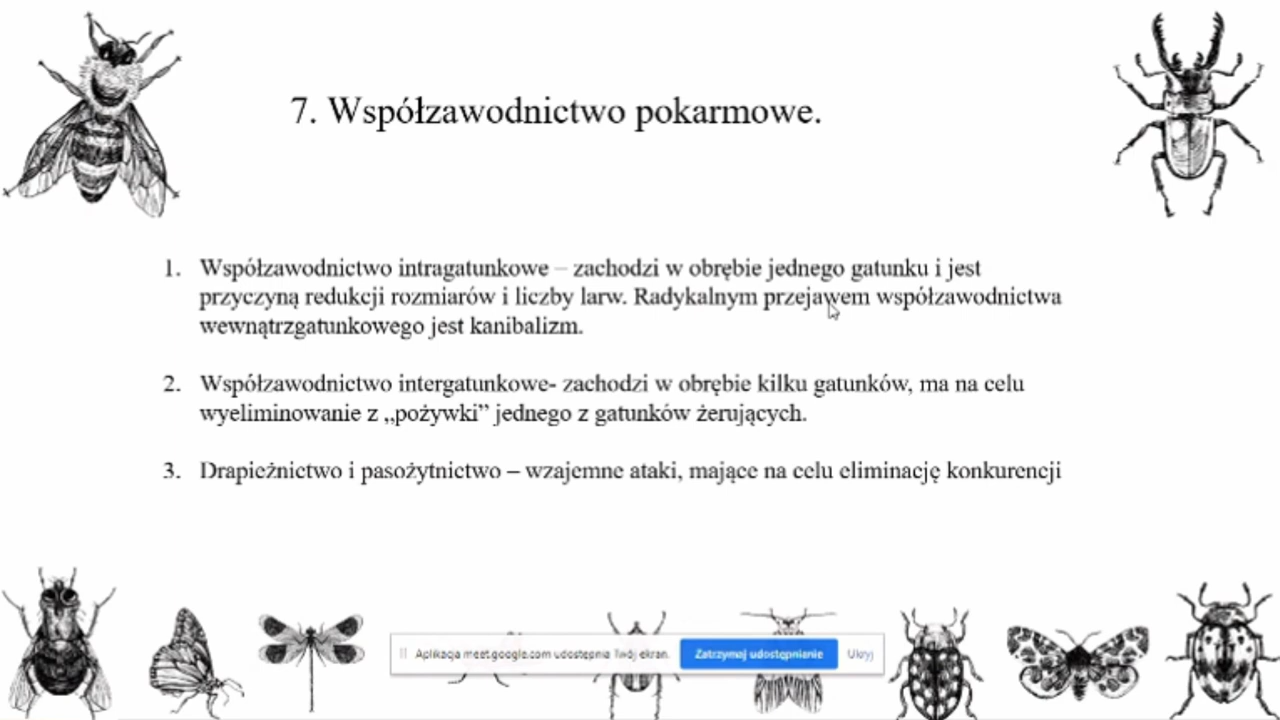 7. Współzawodnictwo pokarmowe.
1. Współzawodnictwo intragatunkowe – zachodzi w obrębie jednego gatunku i jest
przyczyną redukcji rozmiarów i liczby larw. Radykalnym przejawem współzawodnictwa
wewnątrzgatunkowego jest kanibalizm.
2. Współzawodnictwo intergatunkowe- zachodzi w obrębie kilku gatunków, ma na celu
wyeliminowanie z „pożywki” jednego z gatunków żerujących.
3. Drapieżnictwo i pasożytnictwo – wzajemne ataki, mające na celu eliminację konkurencji
Aplikacja meet.google.com udostępnia Twój ekran. Zatrzymaj udostępnianie Ukryj